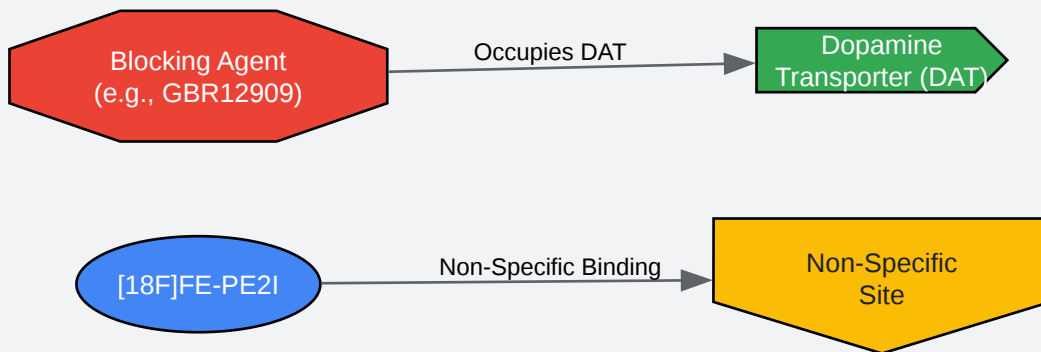 Blocking Agent
(e.g., GBR12909)
Occupies DAT
Dopamine
Transporter (DAT)
[18F]FE-PE2I
Non-Specific Binding
Non-Specific
Site